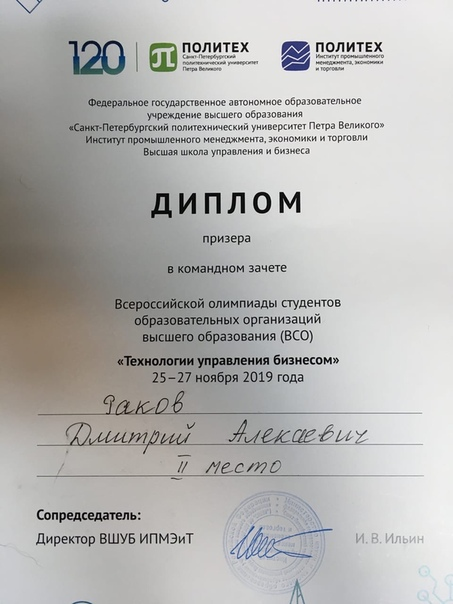 120
ПОЛИТЕХ
Санкт-Петербургский
политехнический университет
Петра Великого
ПОЛИТЕХ
Институт промышленного
менеджмента, экономики
и торговли
Федеральное государственное автономное образовательное
учреждение высшего образования
«Санкт-Петербургский политехнический университет Петра Великого»
Институт промышленного менеджмента, экономики и торговли
Высшая школа управления и бизнеса
ДИПЛОМ
призера
в командном зачете
Всероссийской олимпиады студентов
образовательных организаций
высшего образования (ВСО)
«Технологии управления бизнесом»
25–27 ноября 2019 года
Дмитрий Алексевич
II место
Сопредседатель:
Директор ВШУБ ИПМЭиТ
И. В. Ильин